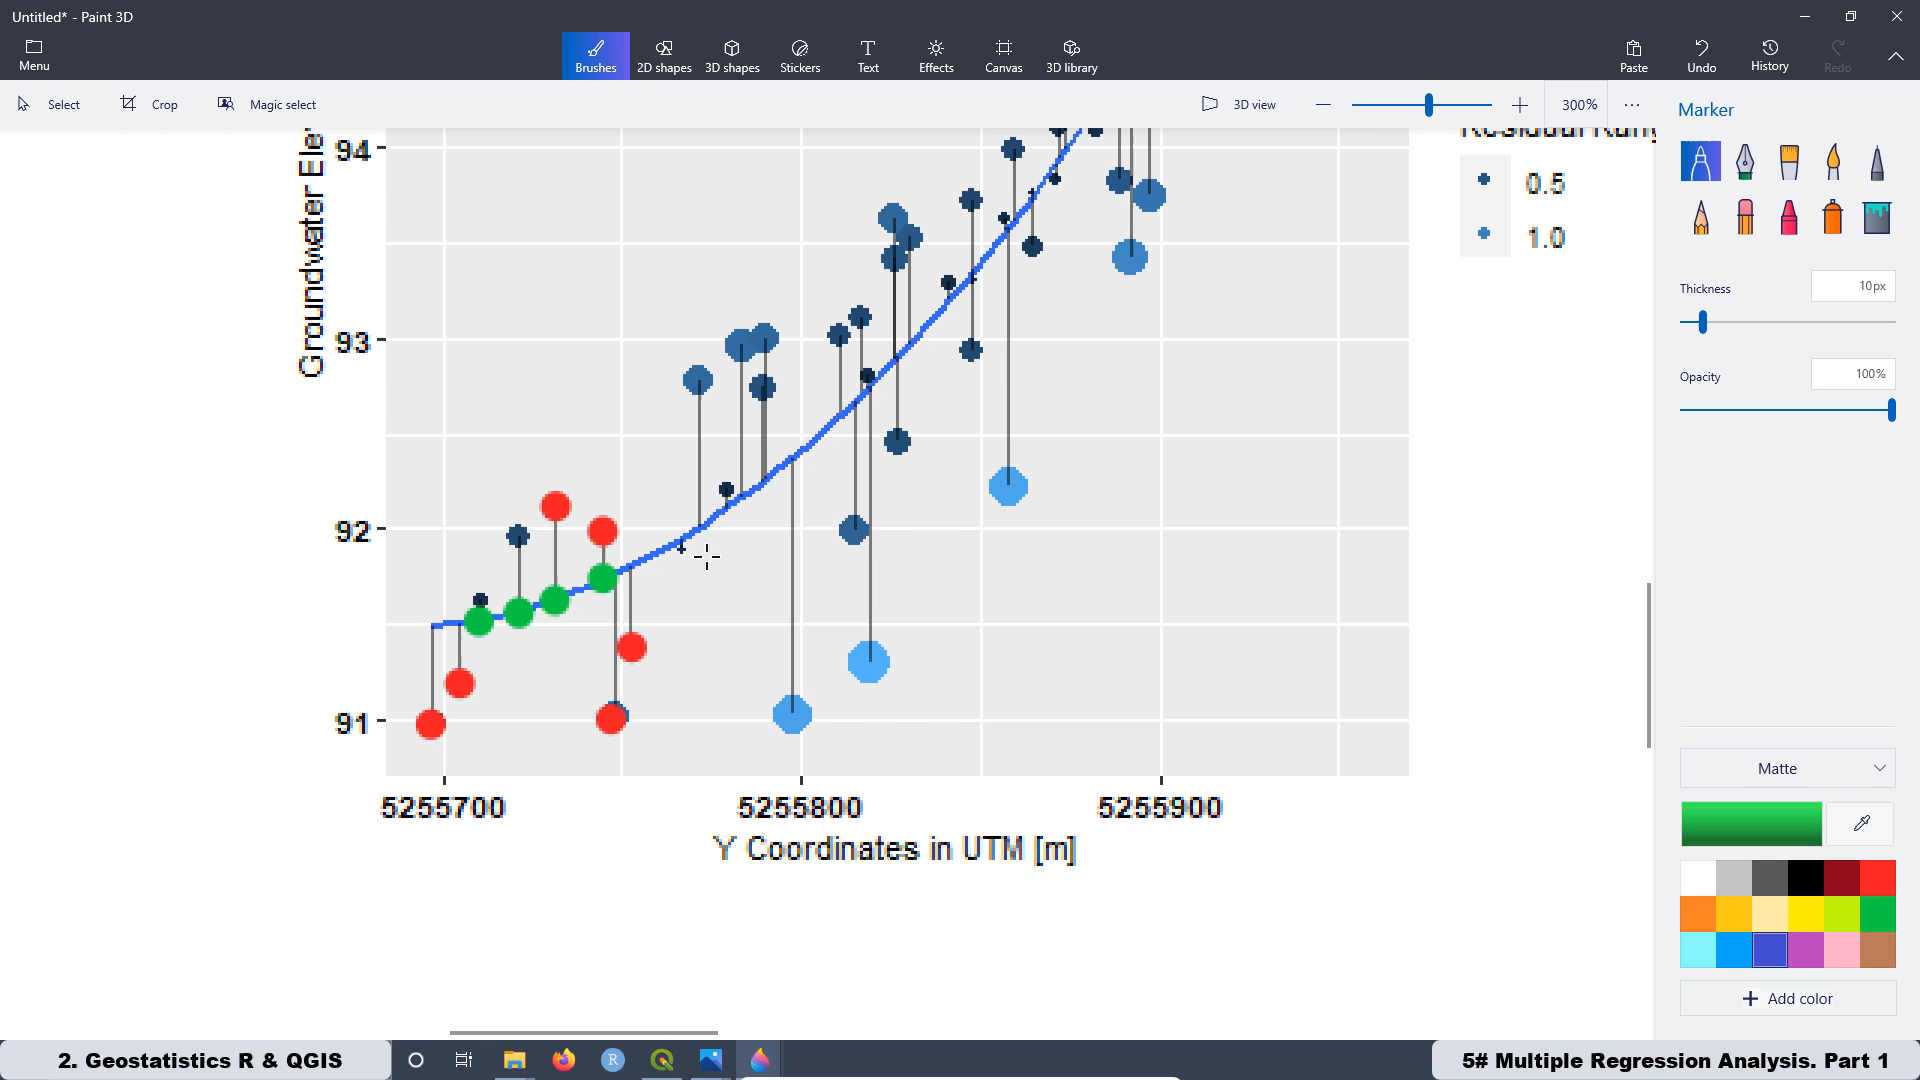 Untitled* - Paint 3D
Menu
Brushes
2D shapes
3D shapes
Stickers
Text
Effects
Canvas
3D library
Paste
Undo
History
Redo
Select
Crop
Magic select
3D view
300%
Marker
Thickness
10px
Opacity
100%
Matte
Add color
Groundwater Ele
94
93
92
91
5255700
5255800
5255900
Y Coordinates in UTM [m]
0.5
1.0
2. Geostatistics R & QGIS
5# Multiple Regression Analysis. Part 1